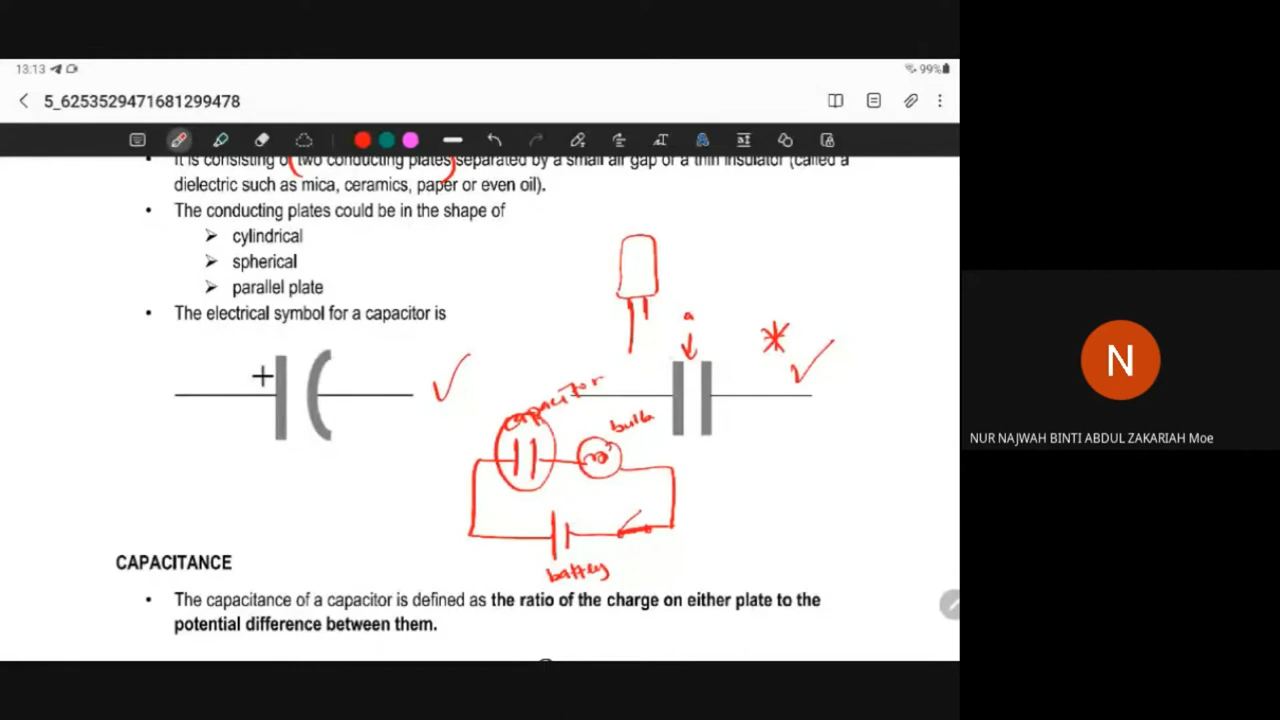 13:13
99%
5_6253529471681299478
It is consisting of two conducting plates separated by a small air gap or a thin insulator (called a
dielectric such as mica, ceramics, paper or even oil).
• The conducting plates could be in the shape of
➤ cylindrical
➤ spherical
➤ parallel plate
• The electrical symbol for a capacitor is
a
+
capacitor
bulb
battery
CAPACITANCE
• The capacitance of a capacitor is defined as the ratio of the charge on either plate to the
potential difference between them.
N
NUR NAJWAH BINTI ABDUL ZAKARIAH Moe